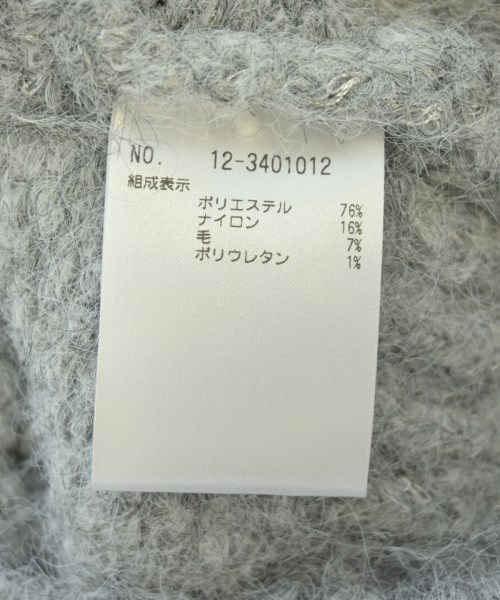 NO. 12-3401012
組成表示
ポリエステル 76%
ナイロン 16%
毛 7%
ポリウレタン 1%